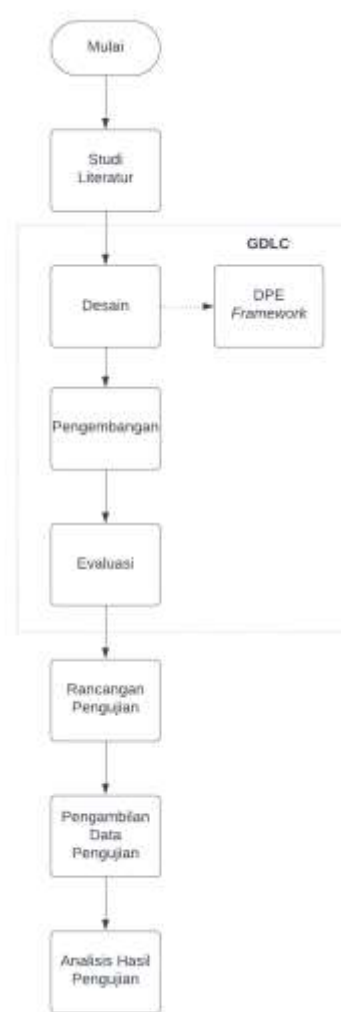 Mulai
Studi
Literatur
GDLC
Desain
DPE
Framework
Pengembangan
Evaluasi
Rancangan
Pengujian
Pengambilan
Data
Pengujian
Analisis Hasil
Pengujian